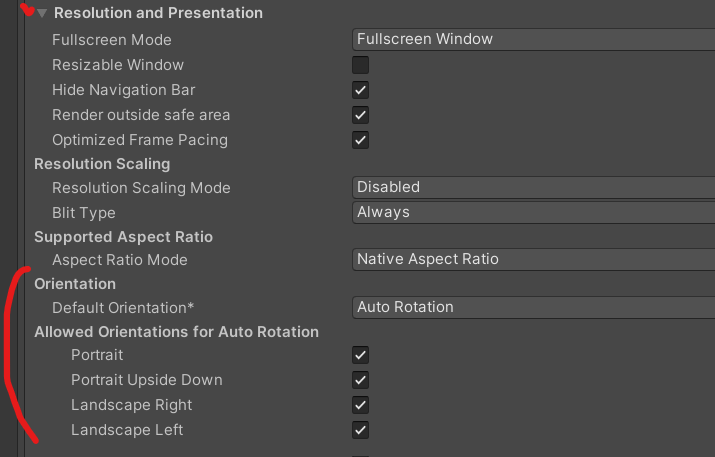 Resolution and Presentation
Fullscreen Mode Fullscreen Window
Resizable Window
Hide Navigation Bar
Render outside safe area
Optimized Frame Pacing
Resolution Scaling
Resolution Scaling Mode Disabled
Blit Type Always
Supported Aspect Ratio
Aspect Ratio Mode Native Aspect Ratio
Orientation
Default Orientation* Auto Rotation
Allowed Orientations for Auto Rotation
Portrait
Portrait Upside Down
Landscape Right
Landscape Left